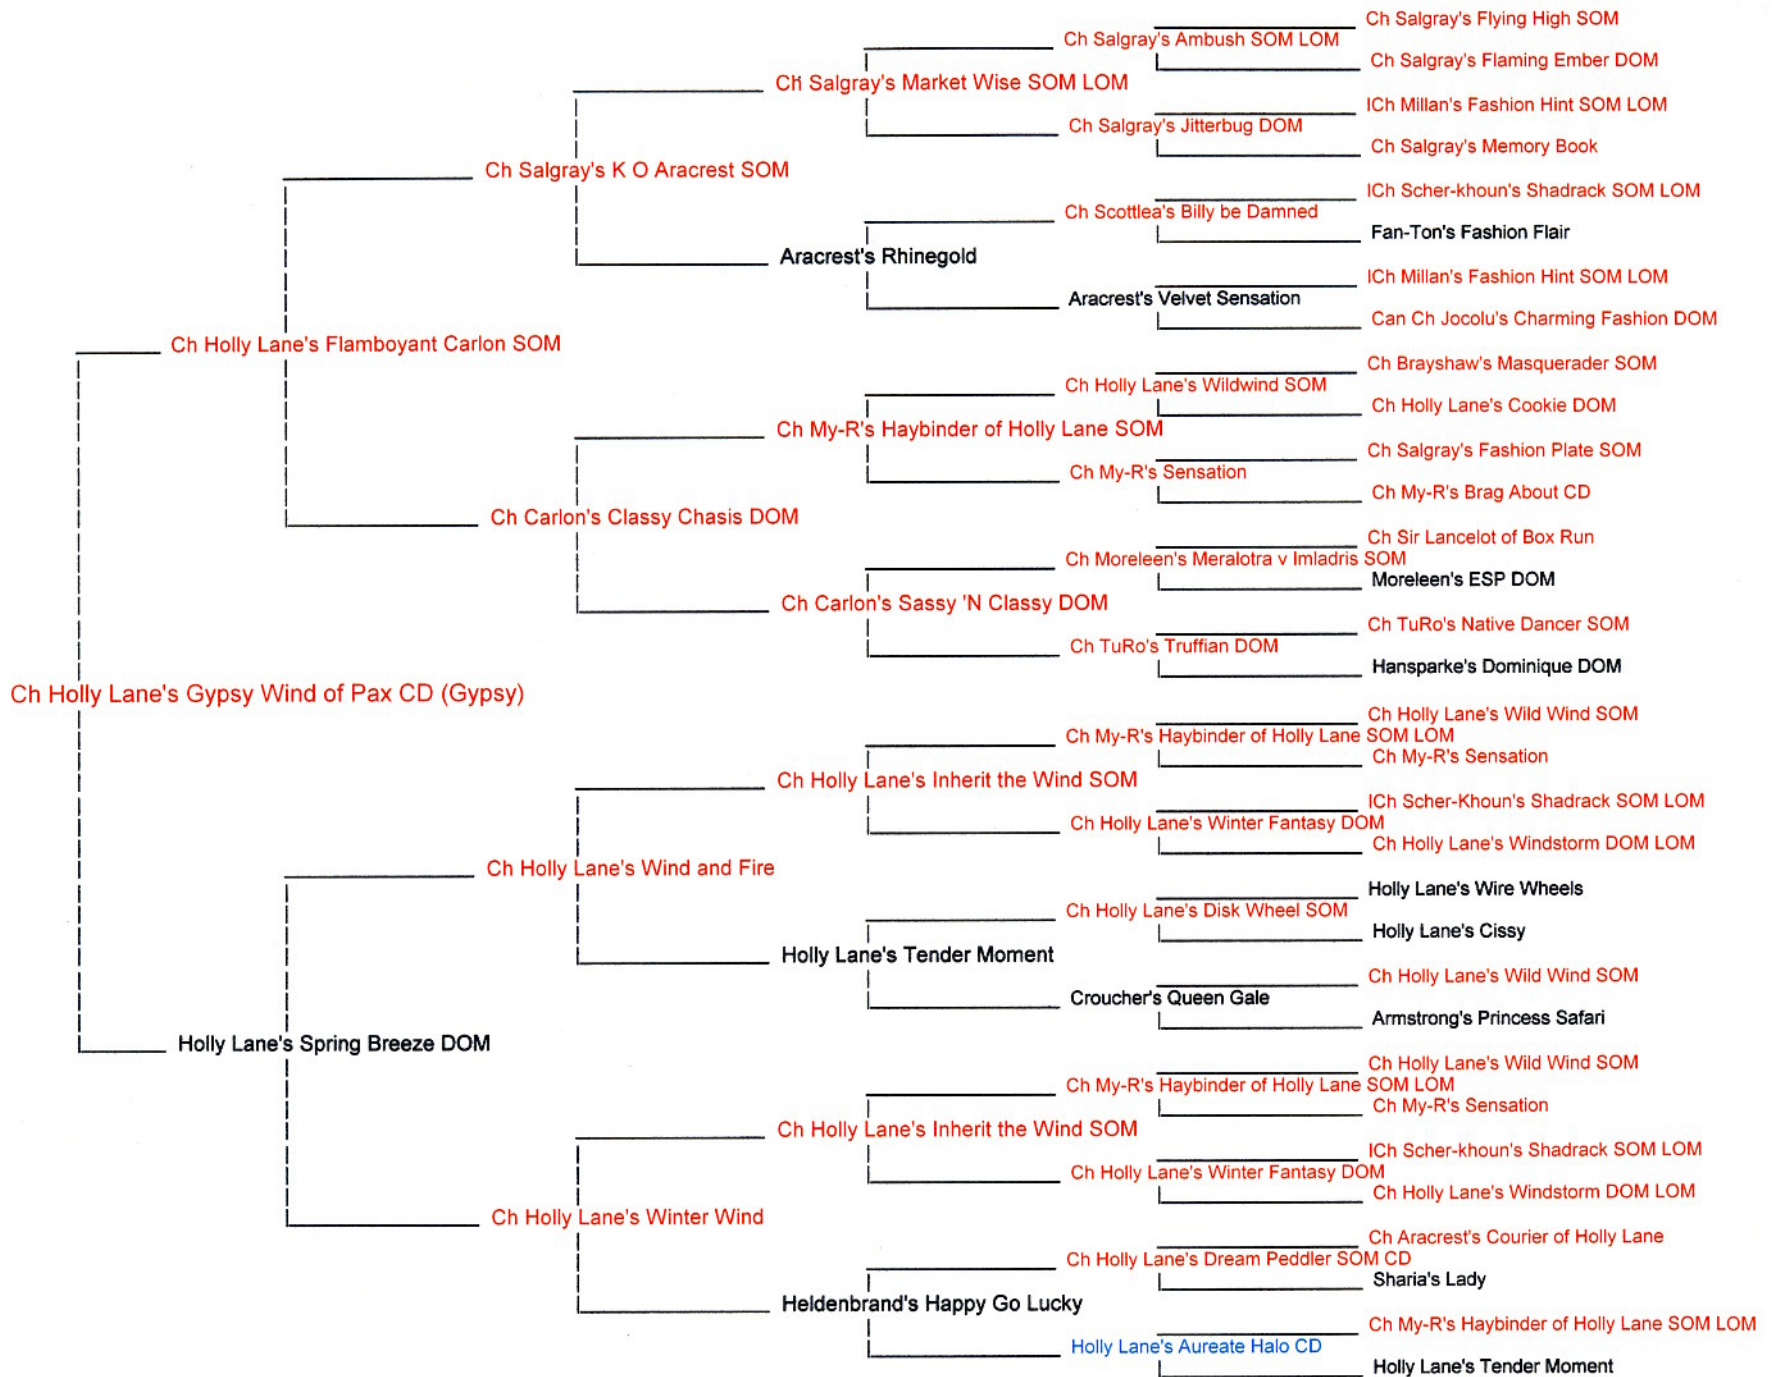 Ch Salgray's Flying High SOM
Ch Salgray's Ambush SOM LOM
Ch Salgray's Flaming Ember DOM
Ch Salgray's Market Wise SOM LOM
ICh Millan's Fashion Hint SOM LOM
Ch Salgray's Jitterbug DOM
Ch Salgray's Memory Book
Ch Salgray's K O Aracrest SOM
ICh Scher-khoun's Shadrack SOM LOM
Ch Scottlea's Billy be Damned
Fan-Ton's Fashion Flair
Aracrest's Rhinegold
ICh Millan's Fashion Hint SOM LOM
Aracrest's Velvet Sensation
Can Ch Jocolu's Charming Fashion DOM
Ch Holly Lane's Flamboyant Carlon SOM
Ch Brayshaw's Masquerader SOM
Ch Holly Lane's Wildwind SOM
Ch Holly Lane's Cookie DOM
Ch My-R's Haybinder of Holly Lane SOM
Ch Salgray's Fashion Plate SOM
Ch My-R's Sensation
Ch My-R's Brag About CD
Ch Carlon's Classy Chasis DOM
Ch Sir Lancelot of Box Run
Ch Moreleen's Meralotra v Imladris SOM
Moreleen's ESP DOM
Ch Carlon's Sassy 'N Classy DOM
Ch TuRo's Native Dancer SOM
Ch TuRo's Truffian DOM
Hansparke's Dominique DOM
Ch Holly Lane's Gypsy Wind of Pax CD (Gypsy)
Ch Holly Lane's Wild Wind SOM
Ch My-R's Haybinder of Holly Lane SOM LOM
Ch My-R's Sensation
Ch Holly Lane's Inherit the Wind SOM
ICh Scher-Khoun's Shadrack SOM LOM
Ch Holly Lane's Winter Fantasy DOM
Ch Holly Lane's Windstorm DOM LOM
Ch Holly Lane's Wind and Fire
Holly Lane's Wire Wheels
Ch Holly Lane's Disk Wheel SOM
Holly Lane's Cissy
Holly Lane's Tender Moment
Ch Holly Lane's Wild Wind SOM
Croucher's Queen Gale
Armstrong's Princess Safari
Holly Lane's Spring Breeze DOM
Ch Holly Lane's Wild Wind SOM
Ch My-R's Haybinder of Holly Lane SOM LOM
Ch My-R's Sensation
Ch Holly Lane's Inherit the Wind SOM
ICh Scher-khoun's Shadrack SOM LOM
Ch Holly Lane's Winter Fantasy DOM
Ch Holly Lane's Windstorm DOM LOM
Ch Holly Lane's Winter Wind
Ch Aracrest's Courier of Holly Lane
Ch Holly Lane's Dream Peddler SOM CD
Sharia's Lady
Heldenbrand's Happy Go Lucky
Ch My-R's Haybinder of Holly Lane SOM LOM
Holly Lane's Aureate Halo CD
Holly Lane's Tender Moment